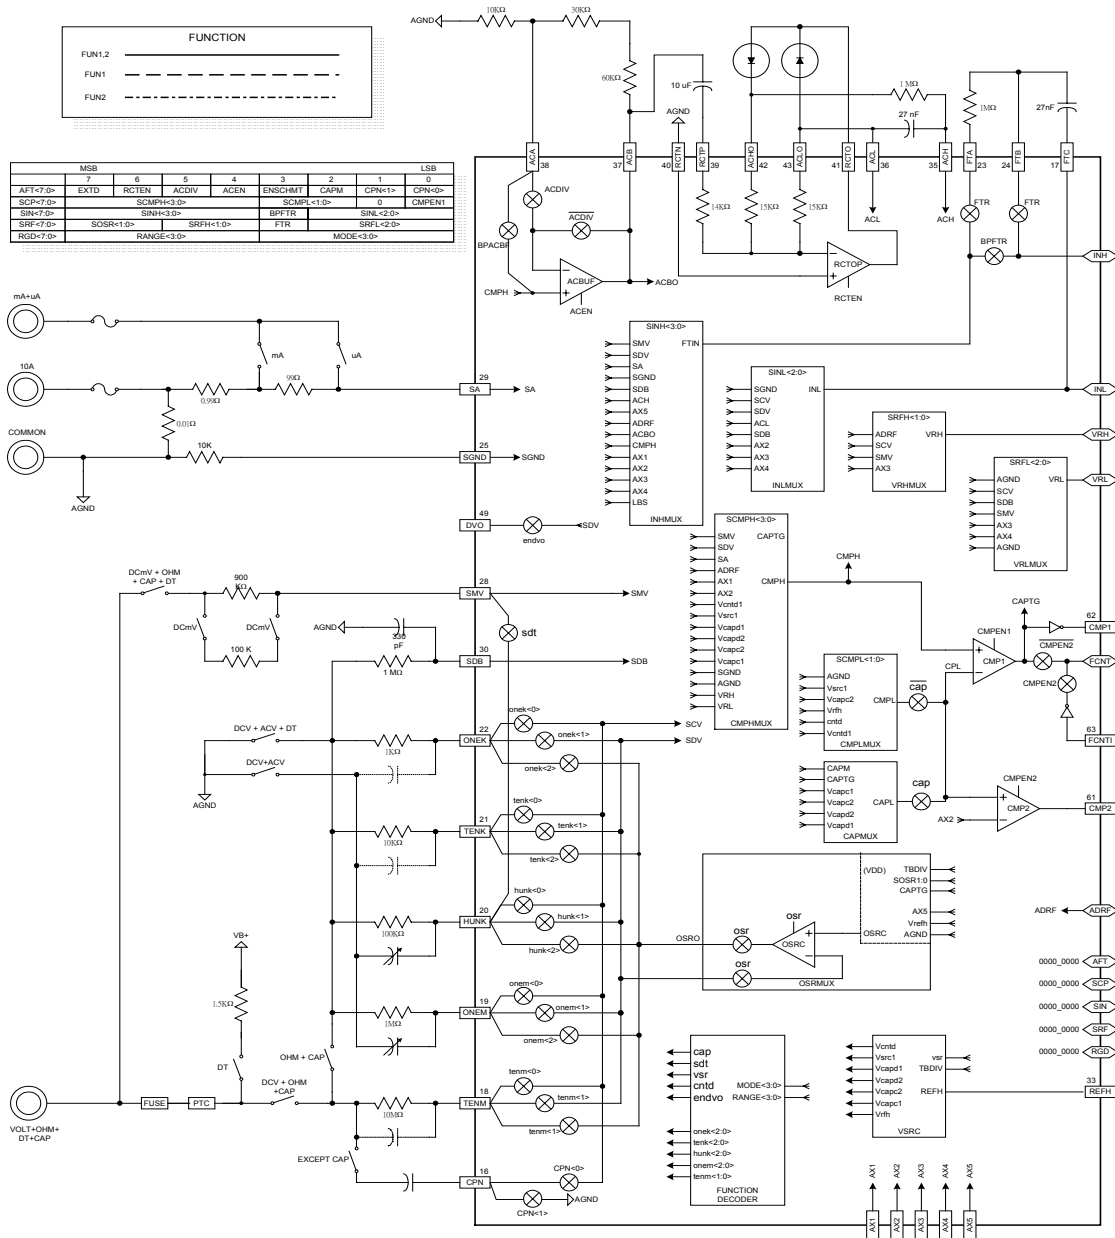 FUNCTION
FUN1,2
FUN1
FUN2
AGND
10KΩ
30KΩ
60KΩ
10 uF
AGND
1 MΩ
27 nF
1MΩ
27nF
ACA
38
ACB
37
RCTN
40
RCTP
39
ACHO
42
ACLO
43
RCTO
41
ACL
36
ACH
35
FTA
23
FTB
24
FTC
17
MSB LSB
7 6 5 4 3 2 1 0
AFT<7:0> EXTD RCTEN ACDIV ACEN ENSCHMT CAPM CPN<1> CPN<0>
SCP<7:0> SCMPH<3:0> SCMPL<1:0> 0 CMPEN1
SIN<7:0> SINH<3:0> BPFTR SINL<2:0>
SRF<7:0> SOSR<1:0> SRFH<1:0> FTR SRFL<2:0>
RGD<7:0> RANGE<3:0> MODE<3:0>
ACDIV
ACDIV
BPACBF
CMPH
ACBUF
ACEN
ACBO
14KΩ
15KΩ
15KΩ
RCTOP
RCTEN
ACL
ACH
FTR
FTR
BPFTR
INH
mA+uA
10A
COMMON
mA
uA
0.99Ω
99Ω
0.01Ω
10K
AGND
29
SA
SA
25
SGND
SGND
49
DVO
endvo
SDV
SINH<3:0>
SMV
SDV
SA
SGND
SDB
ACH
AX5
ADRF
ACBO
CMPH
AX1
AX2
AX3
AX4
LBS
FTIN
INHMUX
SINL<2:0>
SGND
SCV
SDV
ACL
SDB
AX2
AX3
AX4
INL
INLMUX
INL
SRFH<1:0>
ADRF
SCV
SMV
AX3
VRH
VRHMUX
VRH
SRFL<2:0>
AGND
SCV
SDB
SMV
AX3
AX4
AGND
VRL
VRLMUX
VRL
SCMPH<3:0>
SMV
SDV
SA
ADRF
AX1
AX2
Vcntd1
Vsrc1
Vcapd1
Vcapd2
Vcapc2
Vcapc1
SGND
AGND
VRH
VRL
CAPTG
CMPH
CMPHMUX
CMPH
DCmV + OHM
+ CAP + DT
900
KΩ
DCmV
DCmV
100 K
28
SMV
SMV
sdt
AGND
330
pF
1 MΩ
30
SDB
SDB
SCMPL<1:0>
AGND
Vsrc1
Vcapc2
Vrfh
cntd
Vcntd1
CMPL
CMPLMUX
cap
CPL
CMPEN1
CMP1
CAPTG
62
CMP1
CMPEN2
FCNT
CMPEN2
63
FCNTI
CAPM
CAPTG
Vcapc1
Vcapc2
Vcapd2
Vcapd1
CAPL
CAPMUX
cap
CMPEN2
CMP2
AX2
61
CMP2
DCV + ACV + DT
DCV+ACV
AGND
1KΩ
22
ONEK
onek<0>
onek<1>
onek<2>
SCV
SDV
10KΩ
21
TENK
tenk<0>
tenk<1>
tenk<2>
100KΩ
20
HUNK
hunk<0>
hunk<1>
hunk<2>
OSRO
osr
osr
osr
OSRC
OSRC
OSRMUX
(VDD)
TBDIV
SOSR1:0
CAPTG
AX5
Vrefh
AGND
ADRF
ADRF
0000_0000 AFT
0000_0000 SCP
0000_0000 SIN
0000_0000 SRF
0000_0000 RGD
VB+
1.5KΩ
DT
OHM + CAP
DCV + OHM
+CAP
1MΩ
19
ONEM
onem<0>
onem<1>
onem<2>
10MΩ
18
TENM
tenm<0>
tenm<1>
tenm<1>
FUSE
PTC
VOLT+OHM+
DT+CAP
EXCEPT CAP
16
CPN
CPN<0>
CPN<1>
AGND
cap
sdt
vsr
cntd
endvo
MODE<3:0>
RANGE<3:0>
onek<2:0>
tenk<2:0>
hunk<2:0>
onem<2:0>
tenm<1:0>
FUNCTION
DECODER
Vcntd
Vsrc1
Vcapd1
Vcapd2
Vcapc2
Vcapc1
Vrfh
vsr
TBDIV
REFH
VSRC
33
REFH
AX1
AX2
AX3
AX4
AX5
AX1
AX2
AX3
AX4
AX5